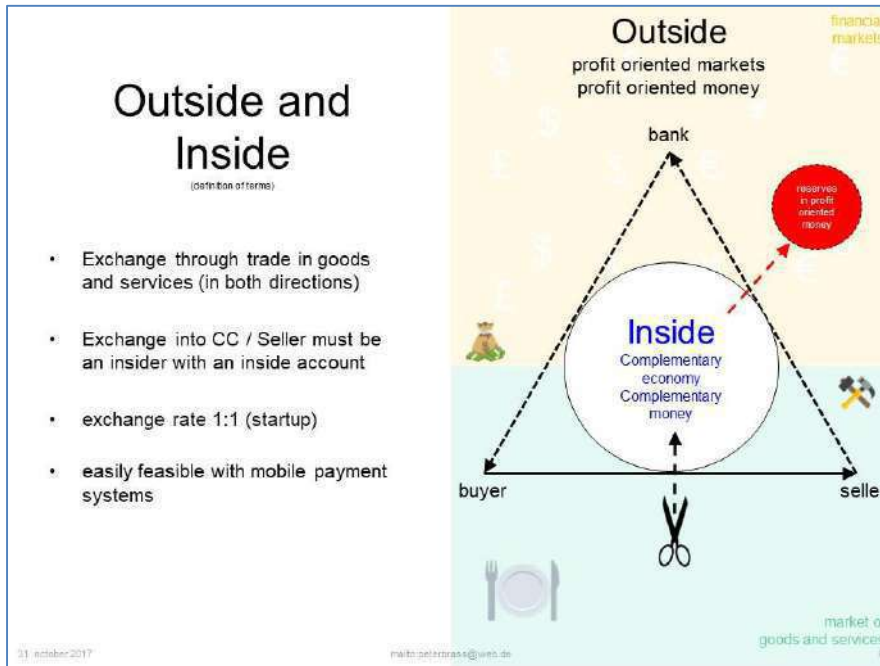 Outside and
Inside
(definition of terms)
• Exchange through trade in goods
and services (in both directions)
• Exchange into CC / Seller must be
an insider with an inside account
• exchange rate 1:1 (startup)
• easily feasible with mobile payment
systems
31. october 2017
mailto:peterbrass@web.de
Outside
profit oriented markets
profit oriented money
financia
markets
bank
reserves
in profit
oriented
money
Inside
Complementary
economy
Complementary
money
buyer
selle
market o
goods and services